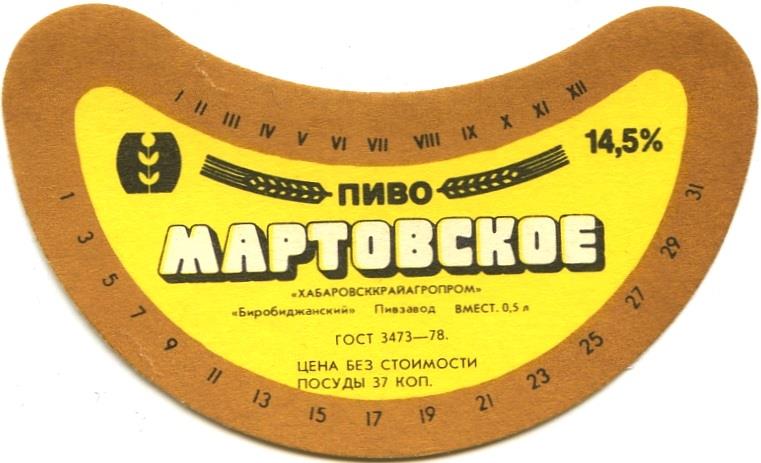 I II III IV V VI VII VIII IX X XI XII
14,5%
ПИВО
МАРТОВСКОЕ
«ХАБАРОВСККРАЙАГРОПРОМ»
«Биробиджанский» Пивзавод ВМЕСТ. 0,5 л
ГОСТ 3473—78.
ЦЕНА БЕЗ СТОИМОСТИ
ПОСУДЫ 37 КОП.
1 3 5 7 9 11 13 15 17 19 21 23 25 27 29 31